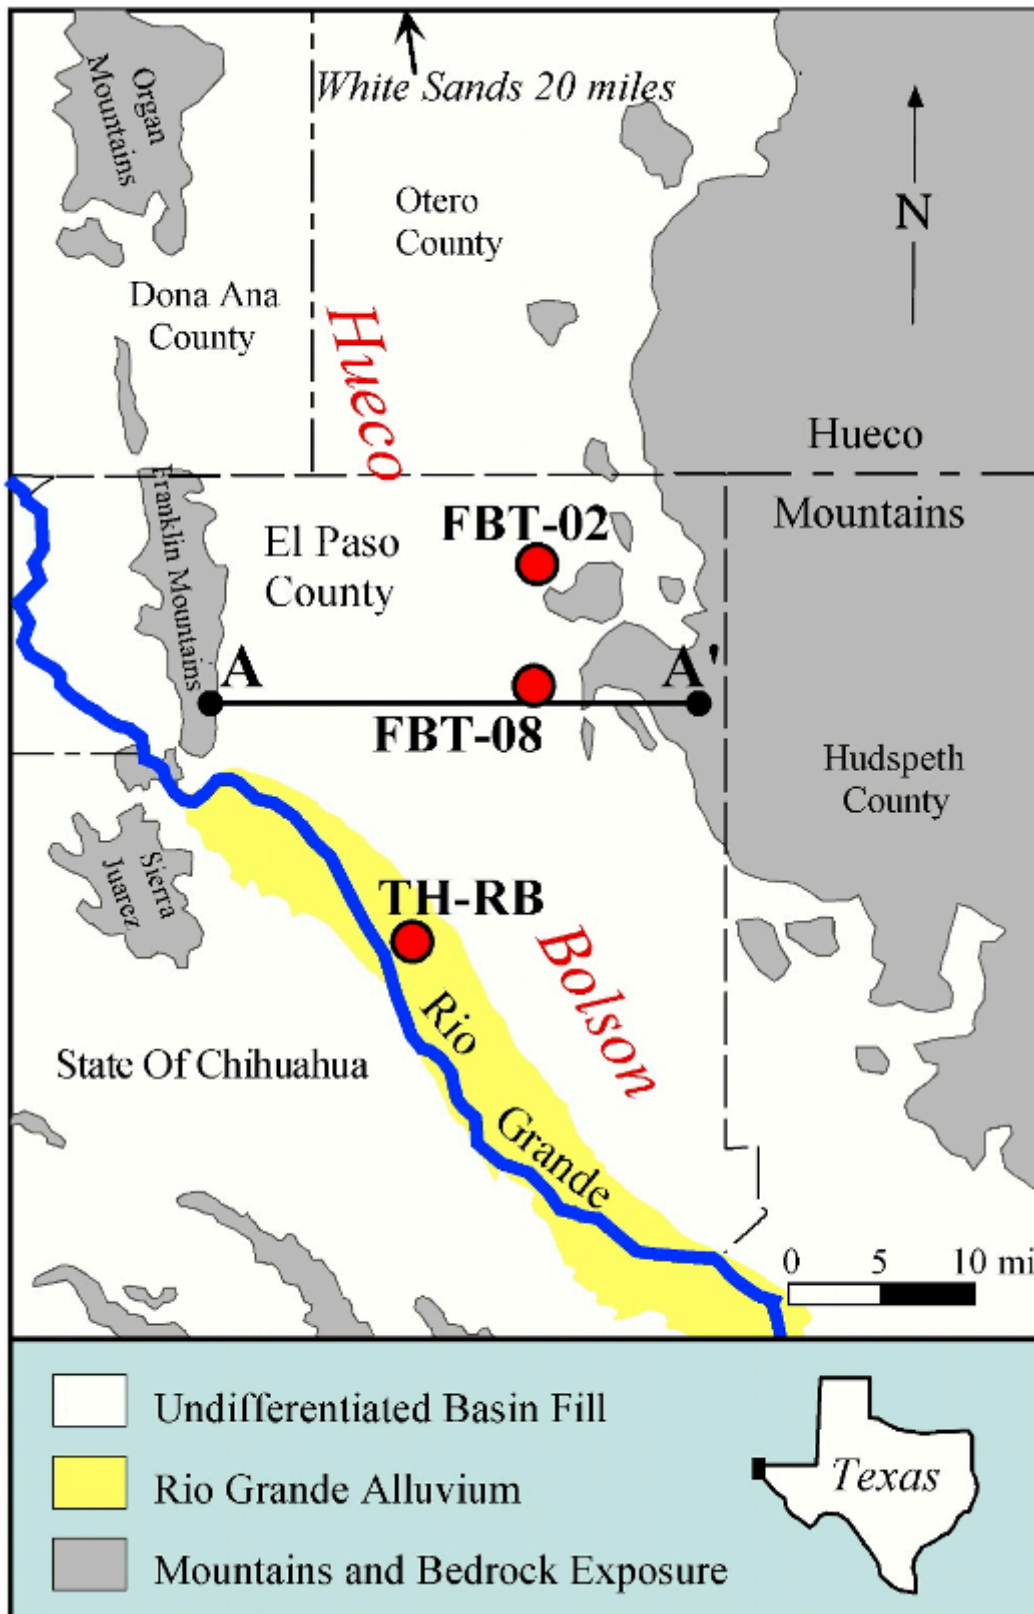 White Sands 20 miles
Organ
Mountains
Otero
County
N
Dona Ana
County
Hueco
Hueco
Mountains
Franklin Mountains
El Paso
County
FBT-02
A
A'
FBT-08
Hudspeth
County
Sierra
Juarez
TH-RB
Bolson
Rio
Grande
State Of Chihuahua
0 5 10 mi
Undifferentiated Basin Fill
Rio Grande Alluvium
Mountains and Bedrock Exposure
Texas